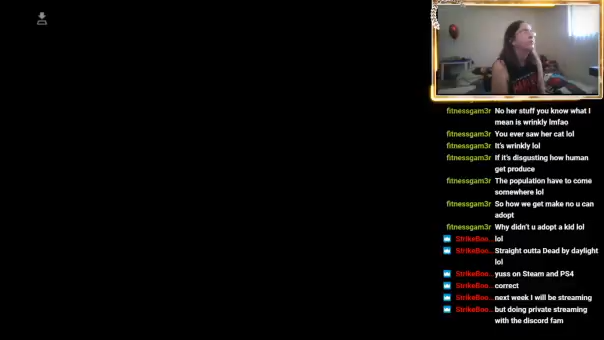 fitnessgam3r No her stuff you know what I
mean is wrinkly lmfao
fitnessgam3r You ever saw her cat lol
fitnessgam3r It's wrinkly lol
fitnessgam3r If it's disgusting how human
get produce
fitnessgam3r The population have to come
somewhere lol
fitnessgam3r So how we get make no u can
adopt
fitnessgam3r Why didn't u adopt a kid lol
StrikeBoo... lol
StrikeBoo... Straight outta Dead by daylight
lol
StrikeBoo... yuss on Steam and PS4
StrikeBoo... correct
StrikeBoo... next week I will be streaming
StrikeBoo... but doing private streaming
with the discord fam